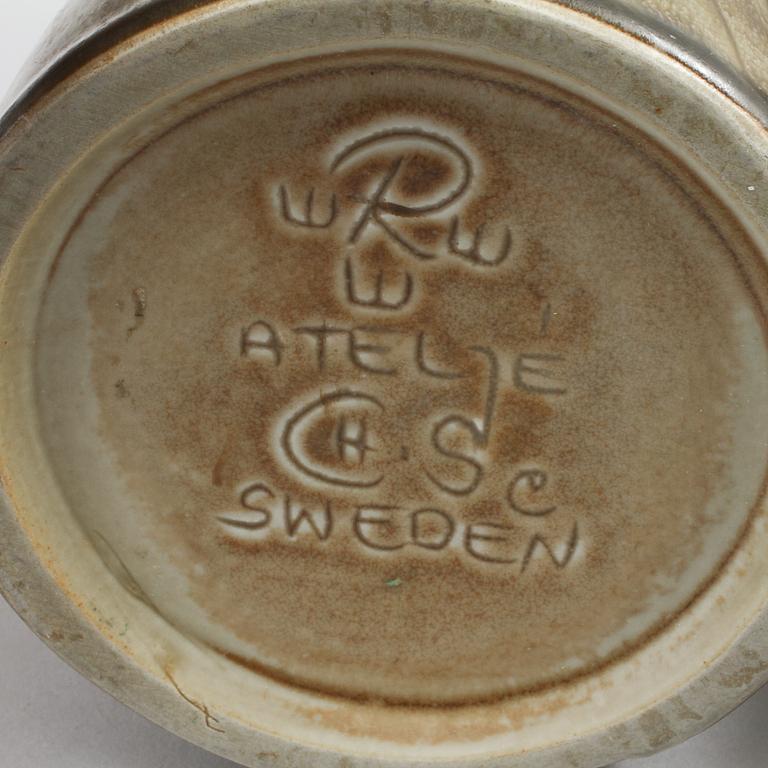 R
ATELJÉ
CH.S
SWEDEN